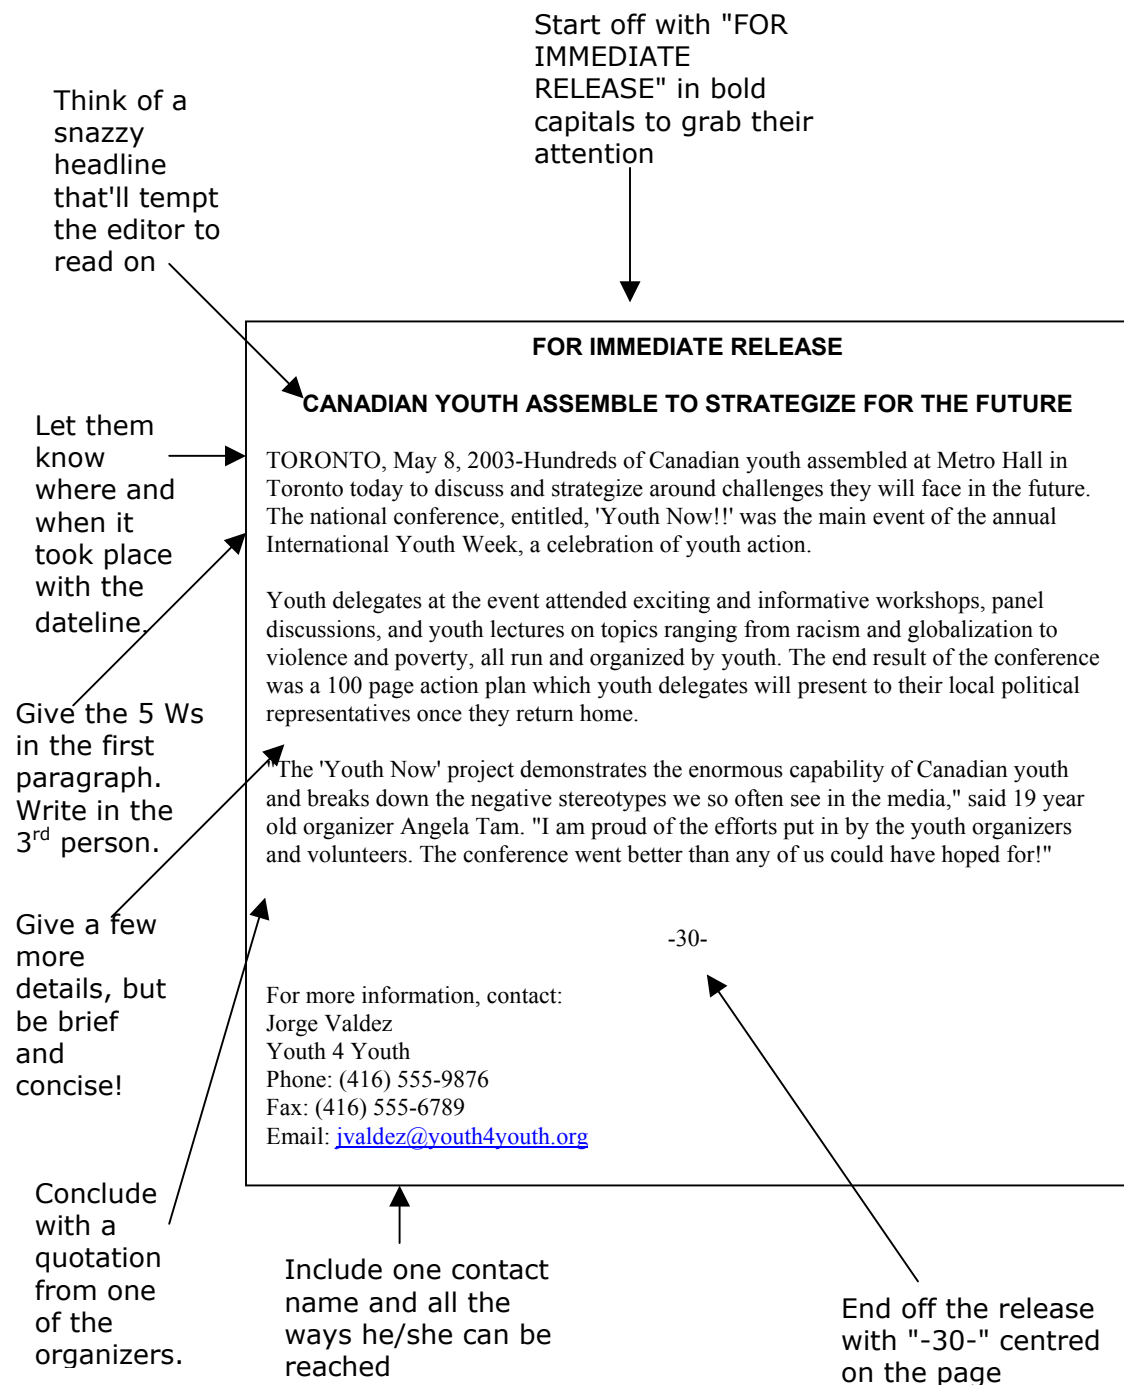 Start off with "FOR
IMMEDIATE
RELEASE" in bold
capitals to grab their
attention
Think of a
snazzy
headline
that'll tempt
the editor to
read on
FOR IMMEDIATE RELEASE
CANADIAN YOUTH ASSEMBLE TO STRATEGIZE FOR THE FUTURE
Let them
know
where and
when it
took place
with the
dateline.
TORONTO, May 8, 2003-Hundreds of Canadian youth assembled at Metro Hall in
Toronto today to discuss and strategize around challenges they will face in the future.
The national conference, entitled, 'Youth Now!!' was the main event of the annual
International Youth Week, a celebration of youth action.
Youth delegates at the event attended exciting and informative workshops, panel
discussions, and youth lectures on topics ranging from racism and globalization to
violence and poverty, all run and organized by youth. The end result of the conference
was a 100 page action plan which youth delegates will present to their local political
representatives once they return home.
Give the 5 Ws
in the first
paragraph.
Write in the
3rd person.
"The 'Youth Now' project demonstrates the enormous capability of Canadian youth
and breaks down the negative stereotypes we so often see in the media," said 19 year
old organizer Angela Tam. "I am proud of the efforts put in by the youth organizers
and volunteers. The conference went better than any of us could have hoped for!"
Give a few
more
details, but
be brief
and
concise!
-30-
For more information, contact:
Jorge Valdez
Youth 4 Youth
Phone: (416) 555-9876
Fax: (416) 555-6789
Email: jvaldez@youth4youth.org
Conclude
with a
quotation
from one
of the
organizers.
Include one contact
name and all the
ways he/she can be
reached
End off the release
with "-30-" centred
on the page